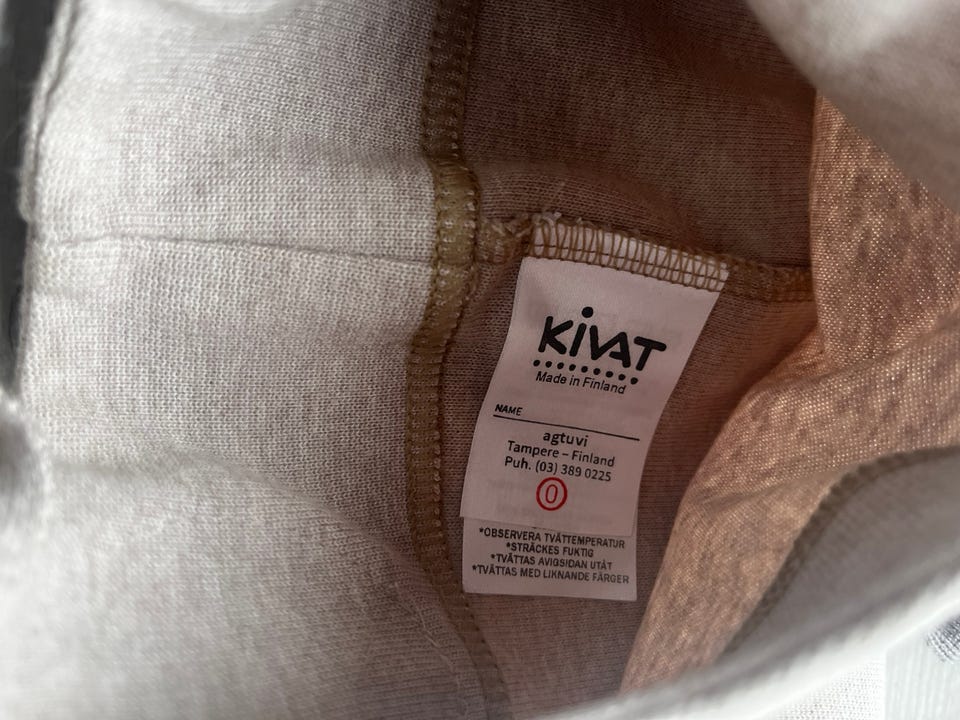 KIVAT
Made in Finland
NAME
agtuvi
Tampere – Finland
Puh. (03) 389 0225
0
*OBSERVERA TVÄTTEMPERATUR
*STRÄCKES FUKTIG
*TVÄTTAS AVIGSIDAN UTÅT
*TVÄTTAS MED LIKNANDE FÄRGER